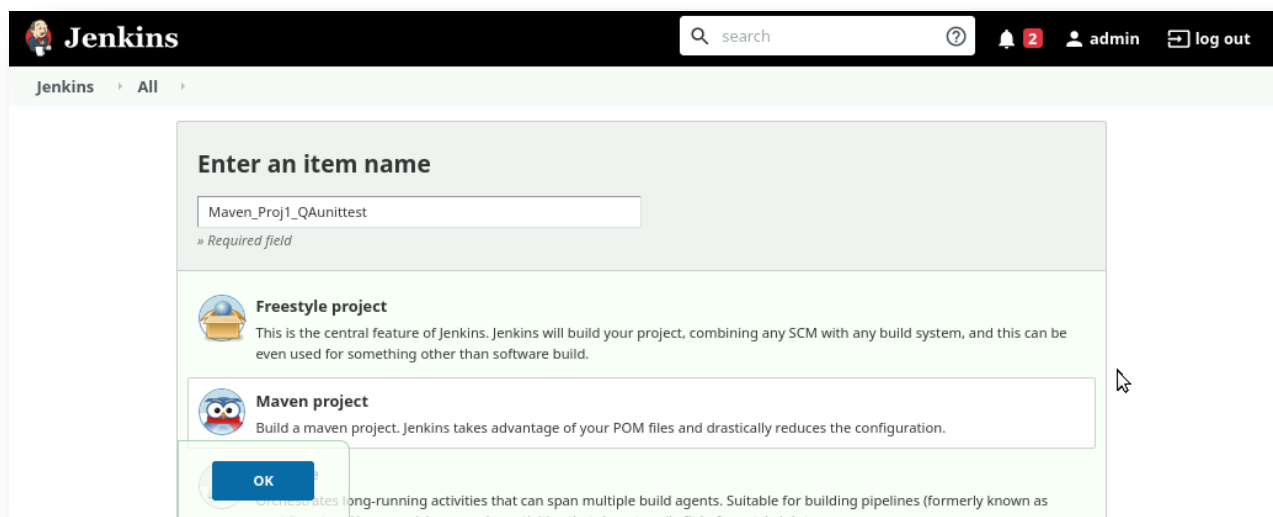 Jenkins
search
2
admin
log out
Jenkins
All
Enter an item name
Maven_Proj1_QAunittest
» Required field
Freestyle project
This is the central feature of Jenkins. Jenkins will build your project, combining any SCM with any build system, and this can be
even used for something other than software build.
Maven project
Build a maven project. Jenkins takes advantage of your POM files and drastically reduces the configuration.
OK
Orchestrates long-running activities that can span multiple build agents. Suitable for building pipelines (formerly known as